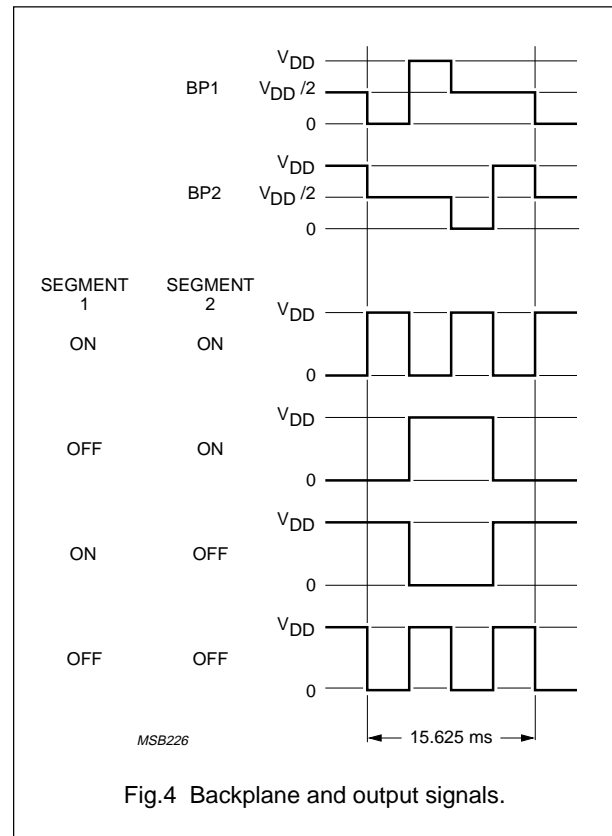 V_DD
BP1 V_DD /2
0
V_DD
BP2 V_DD /2
0
SEGMENT 1 SEGMENT 2
V_DD
ON ON
0
V_DD
OFF ON
0
V_DD
ON OFF
0
V_DD
OFF OFF
0
MSB226 15.625 ms
Fig.4 Backplane and output signals.